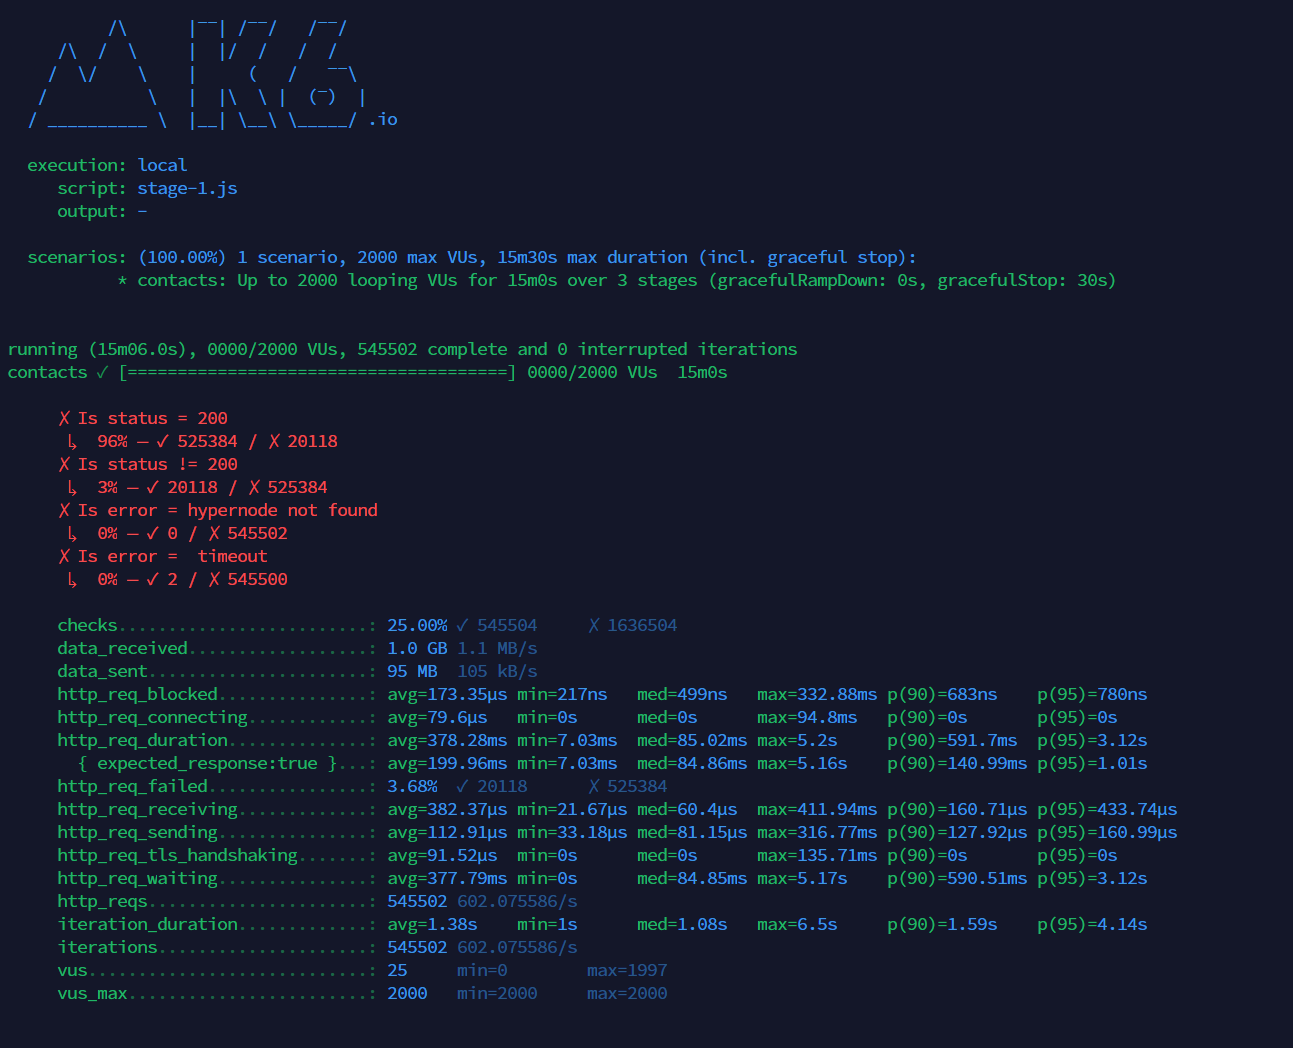 /\      |‾‾| /‾‾/   /‾‾/
     /\  /  \     |  |/  /   /  /
    /  \/    \    |     (   /   ‾‾\
   /          \   |  |\  \ |  (‾)  |
  / __________ \  |__| \__\ \_____/ .io
  execution: local
     script: stage-1.js
     output: -
  scenarios: (100.00%) 1 scenario, 2000 max VUs, 15m30s max duration (incl. graceful stop):
           * contacts: Up to 2000 looping VUs for 15m0s over 3 stages (gracefulRampDown: 0s, gracefulStop: 30s)
running (15m06.0s), 0000/2000 VUs, 545502 complete and 0 interrupted iterations
contacts ✓ [======================================] 0000/2000 VUs  15m0s
     ✗ Is status = 200
      ↳  96% — ✓ 525384 / ✗ 20118
     ✗ Is status != 200
      ↳  3% — ✓ 20118 / ✗ 525384
     ✗ Is error = hypernode not found
      ↳  0% — ✓ 0 / ✗ 545502
     ✗ Is error =  timeout
      ↳  0% — ✓ 2 / ✗ 545500
     checks.........................: 25.00% ✓ 545504     ✗ 1636504
     data_received..................: 1.0 GB 1.1 MB/s
     data_sent......................: 95 MB  105 kB/s
     http_req_blocked...............: avg=173.35µs min=217ns   med=499ns   max=332.88ms p(90)=683ns    p(95)=780ns
     http_req_connecting............: avg=79.6µs   min=0s      med=0s      max=94.8ms   p(90)=0s       p(95)=0s
     http_req_duration..............: avg=378.28ms min=7.03ms  med=85.02ms max=5.2s     p(90)=591.7ms  p(95)=3.12s
       { expected_response:true }...: avg=199.96ms min=7.03ms  med=84.86ms max=5.16s    p(90)=140.99ms p(95)=1.01s
     http_req_failed................: 3.68%  ✓ 20118      ✗ 525384
     http_req_receiving.............: avg=382.37µs min=21.67µs med=60.4µs  max=411.94ms p(90)=160.71µs p(95)=433.74µs
     http_req_sending...............: avg=112.91µs min=33.18µs med=81.15µs max=316.77ms p(90)=127.92µs p(95)=160.99µs
     http_req_tls_handshaking.......: avg=91.52µs  min=0s      med=0s      max=135.71ms p(90)=0s       p(95)=0s
     http_req_waiting...............: avg=377.79ms min=0s      med=84.85ms max=5.17s    p(90)=590.51ms p(95)=3.12s
     http_reqs......................: 545502 602.075586/s
     iteration_duration.............: avg=1.38s    min=1s      med=1.08s   max=6.5s     p(90)=1.59s    p(95)=4.14s
     iterations.....................: 545502 602.075586/s
     vus............................: 25     min=0        max=1997
     vus_max........................: 2000   min=2000     max=2000